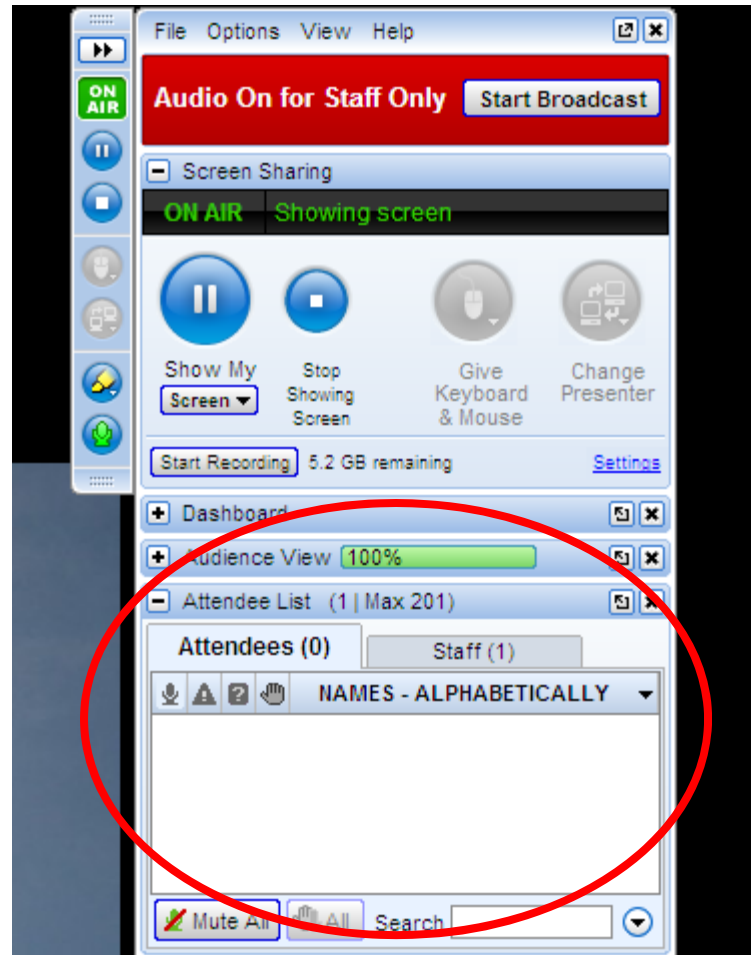 File Options View Help
ON AIR
Audio On for Staff Only Start Broadcast
Screen Sharing
ON AIR Showing screen
Show My
Screen
Stop
Showing
Screen
Give
Keyboard
& Mouse
Change
Presenter
Start Recording 5.2 GB remaining Settings
Dashboard
Audience View 100%
Attendee List (1 | Max 201)
Attendees (0) Staff (1)
NAMES - ALPHABETICALLY
Mute All All Search